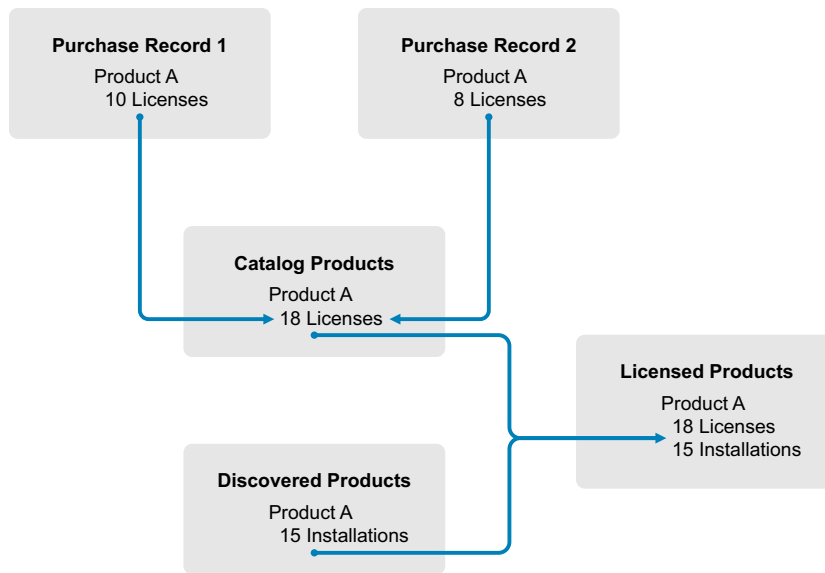 Purchase Record 1
Product A
10 Licenses
Purchase Record 2
Product A
8 Licenses
Catalog Products
Product A
18 Licenses
Licensed Products
Product A
18 Licenses
15 Installations
Discovered Products
Product A
15 Installations